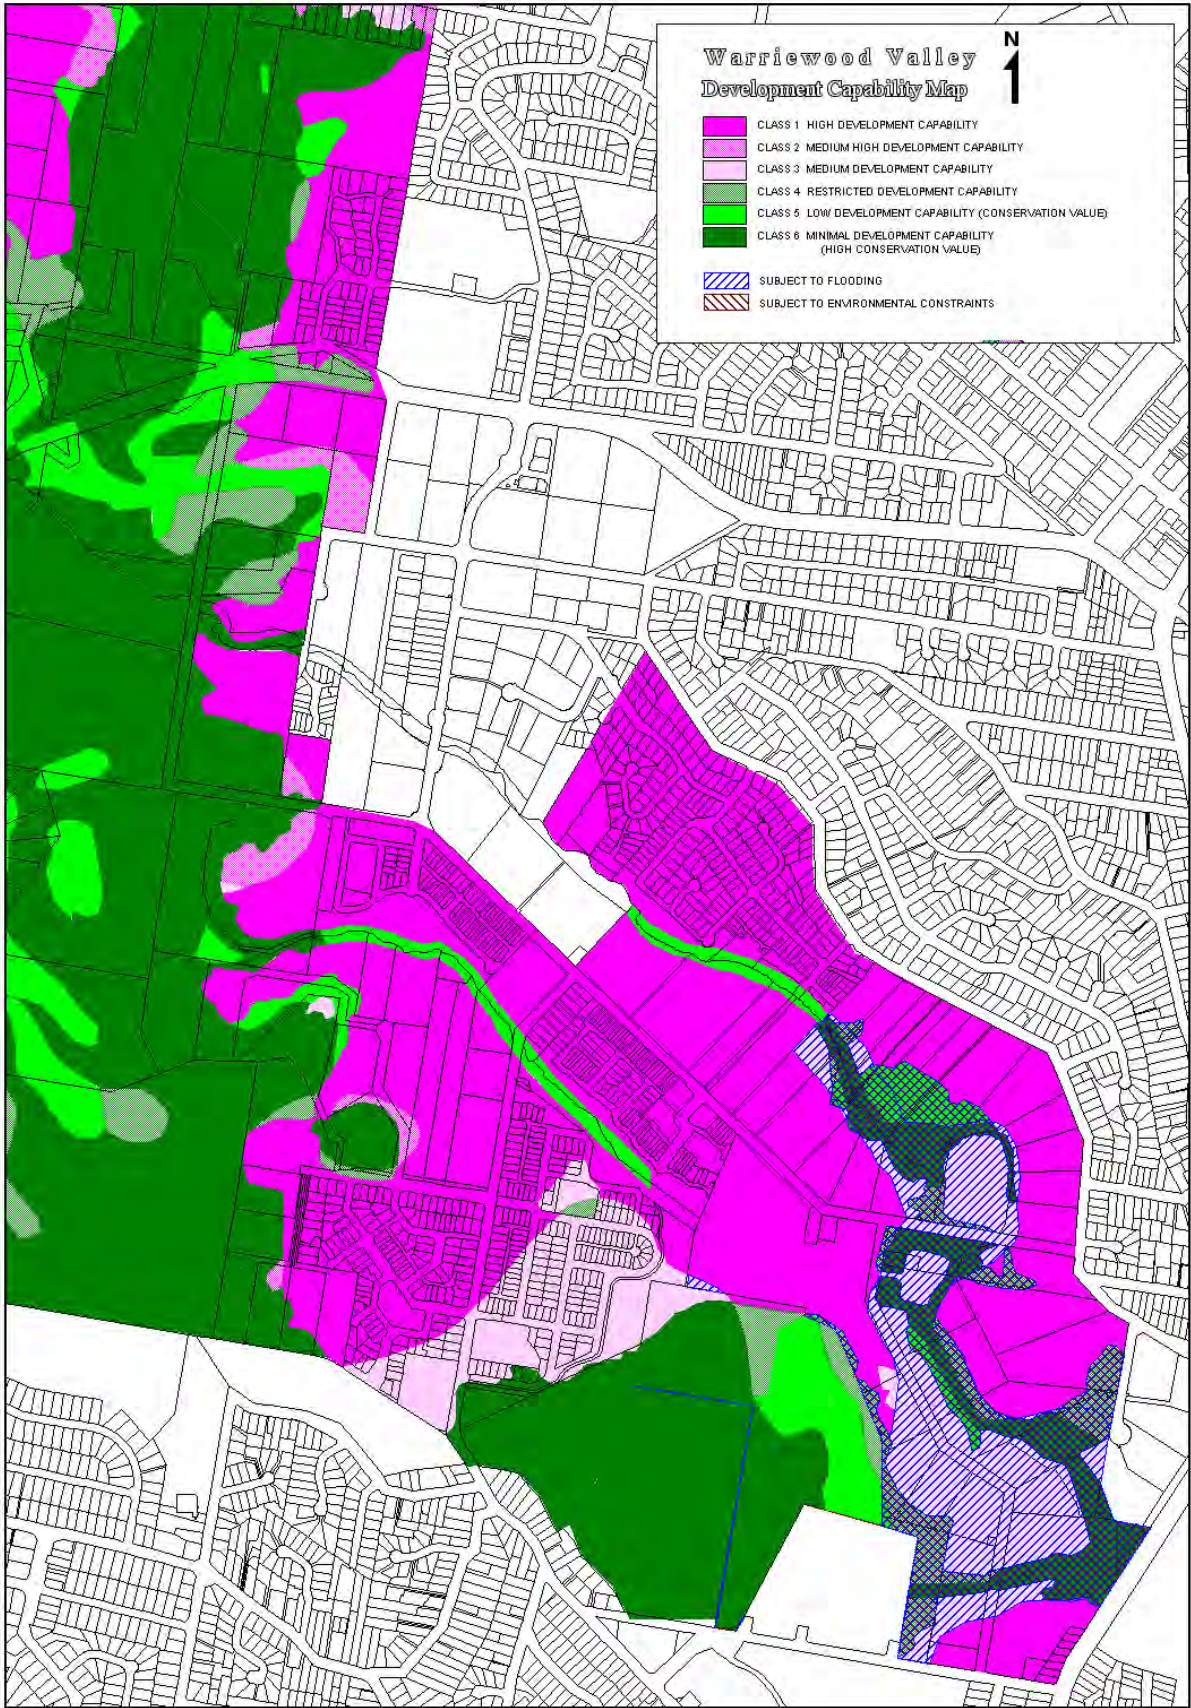 Warriewood Valley
Development Capability Map
N
CLASS 1 HIGH DEVELOPMENT CAPABILITY
CLASS 2 MEDIUM HIGH DEVELOPMENT CAPABILITY
CLASS 3 MEDIUM DEVELOPMENT CAPABILITY
CLASS 4 RESTRICTED DEVELOPMENT CAPABILITY
CLASS 5 LOW DEVELOPMENT CAPABILITY (CONSERVATION VALUE)
CLASS 6 MINIMAL DEVELOPMENT CAPABILITY
(HIGH CONSERVATION VALUE)
SUBJECT TO FLOODING
SUBJECT TO ENVIRONMENTAL CONSTRAINTS